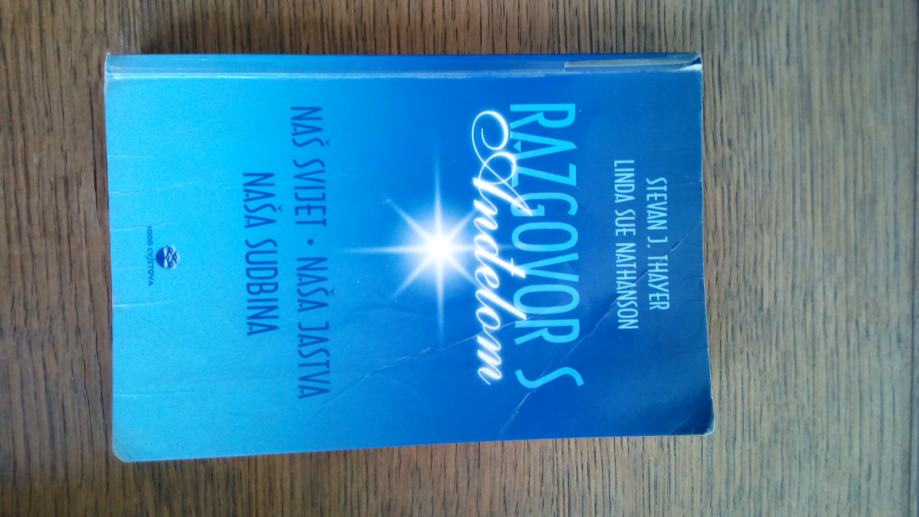 STEVAN J. THAYER
LINDA SUE NATHANSON
RAZGOVOR S
Anđelom
NAŠ SVIJET · NAŠA JASTVA
NAŠA SUDBINA
1000 CVJETOVA